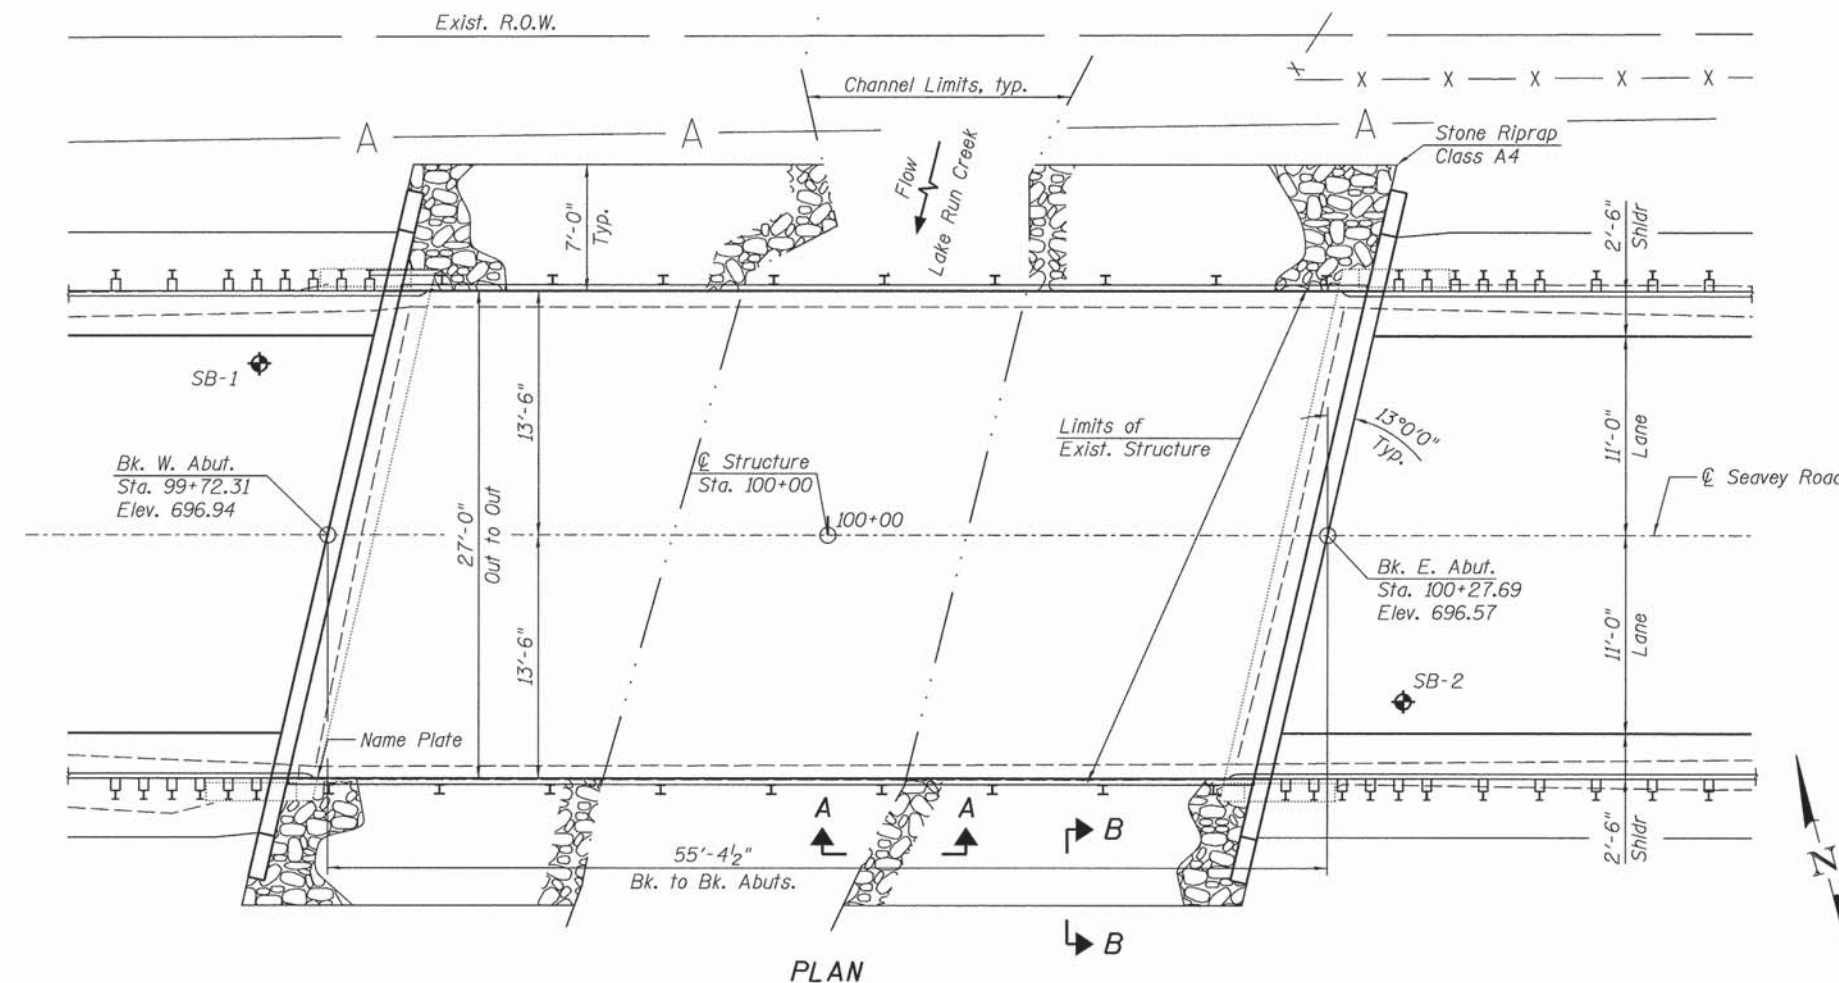 Exist. R.O.W.
Channel Limits, typ.
X X X X X X
A A A
Stone Riprap
Class A4
Flow
Lake Run Creek
7'-0"
Typ.
2'-6"
Shldr
SB-1
13'-6"
Limits of
Exist. Structure
13°0'0"
Typ.
11'-0"
Lane
Bk. W. Abut.
Sta. 99+72.31
Elev. 696.94
℄ Structure
Sta. 100+00
100+00
℄ Seavey Road
27'-0"
Out to Out
Bk. E. Abut.
Sta. 100+27.69
Elev. 696.57
13'-6"
11'-0"
Lane
SB-2
Name Plate
A A
B
55'-4½"
Bk. to Bk. Abuts.
2'-6"
Shldr
N
B
PLAN